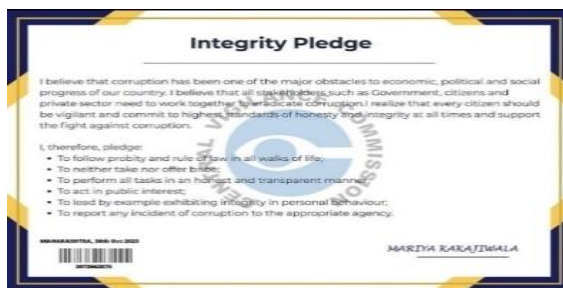 Integrity Pledge
I believe that corruption has been one of the major obstacles to economic, political and social
progress of our country. I believe that all stakeholders such as Government, citizens and
private sector need to work together to eradicate corruption.I realize that every citizen should
be vigilant and commit to highest standards of honesty and integrity at all times and support
the fight against corruption.
I, therefore, pledge:
• To follow probity and rule of law in all walks of life;
• To neither take nor offer bribe;
• To perform all tasks in an honest and transparent manner;
• To act in public interest;
• To lead by example exhibiting integrity in personal behaviour;
• To report any incident of corruption to the appropriate agency.
CENTRAL VIGILANCE COMMISSION
MAHARASHTRA, Oct
MARIYA KAKAJIWALA